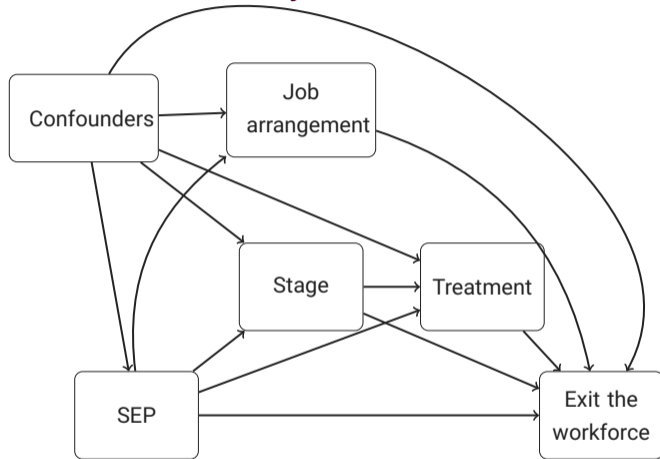 Confounders
Job
arrangement
Stage
Treatment
SEP
Exit the
workforce